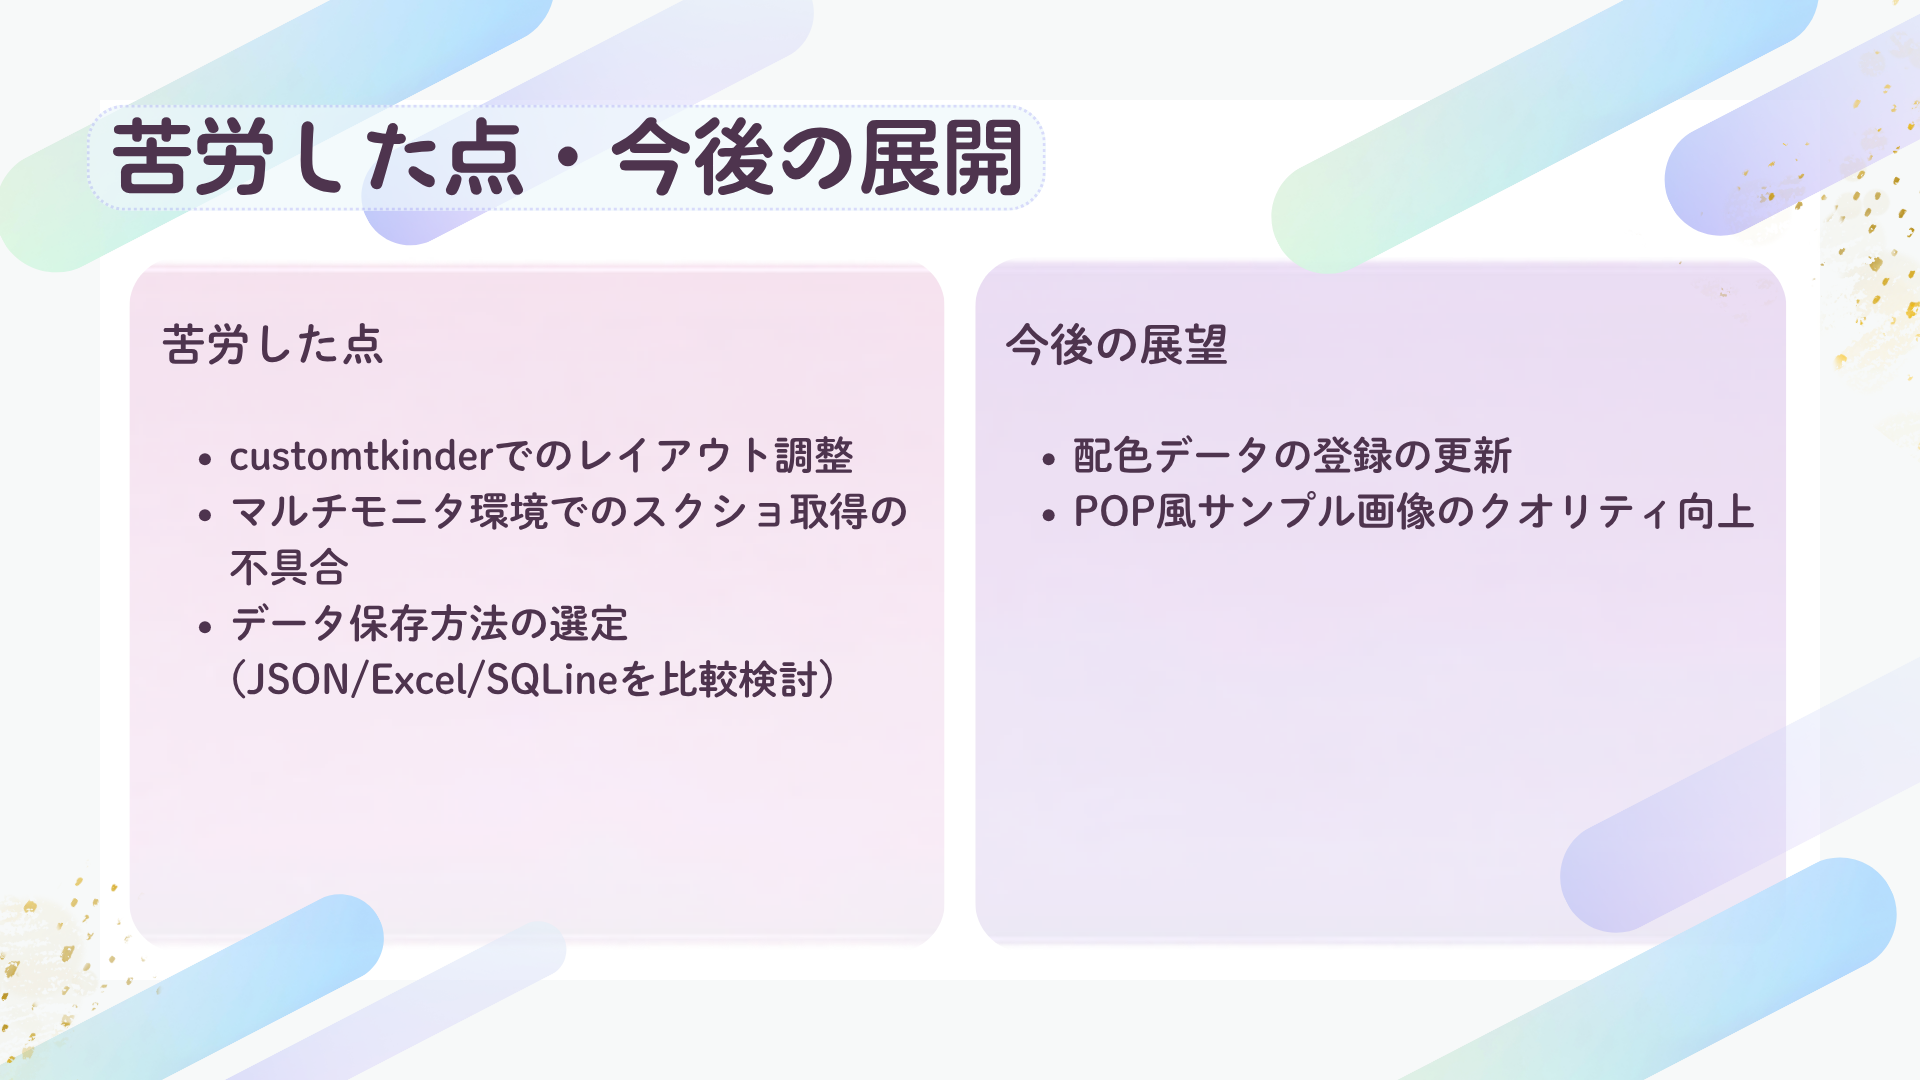 苦労した点・今後の展開
苦労した点
• customtkinderでのレイアウト調整
• マルチモニタ環境でのスクショ取得の
不具合
• データ保存方法の選定
(JSON/Excel/SQLineを比較検討)
今後の展望
• 配色データの登録の更新
• POP風サンプル画像のクオリティ向上